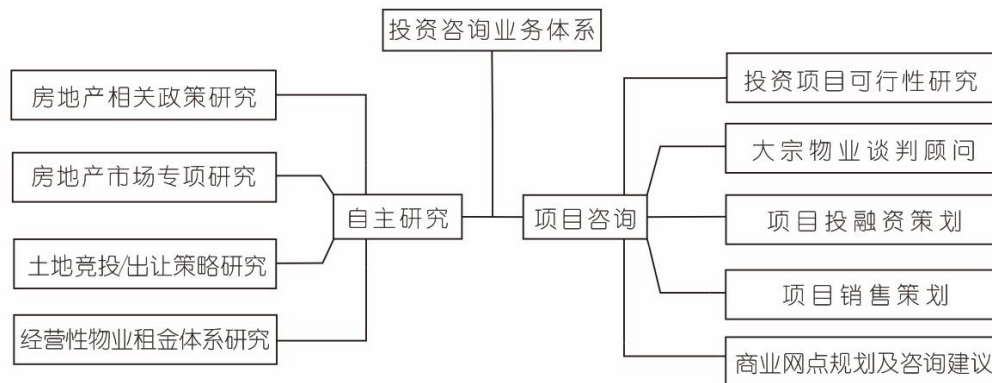 投资咨询业务体系
房地产相关政策研究
房地产市场专项研究
土地竞投/出让策略研究
经营性物业租金体系研究
自主研究
项目咨询
投资项目可行性研究
大宗物业谈判顾问
项目投融资策划
项目销售策划
商业网点规划及咨询建议